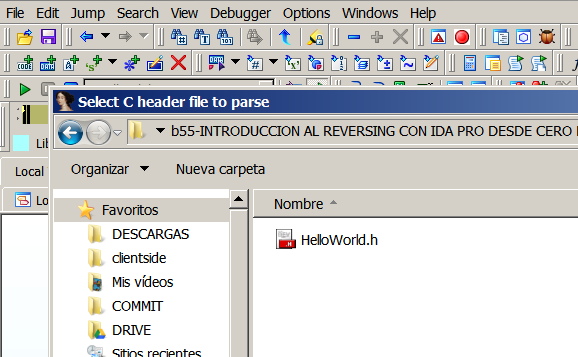 File Edit Jump Search View Debugger Options Windows Help
Select C header file to parse
b55-INTRODUCCION AL REVERSING CON IDA PRO DESDE CERO
Lib
Organizar Nueva carpeta
Local
Lo
Favoritos
Nombre
DESCARGAS
HelloWorld.h
clientside
Mis vídeos
COMMIT
DRIVE
Sitios recientes